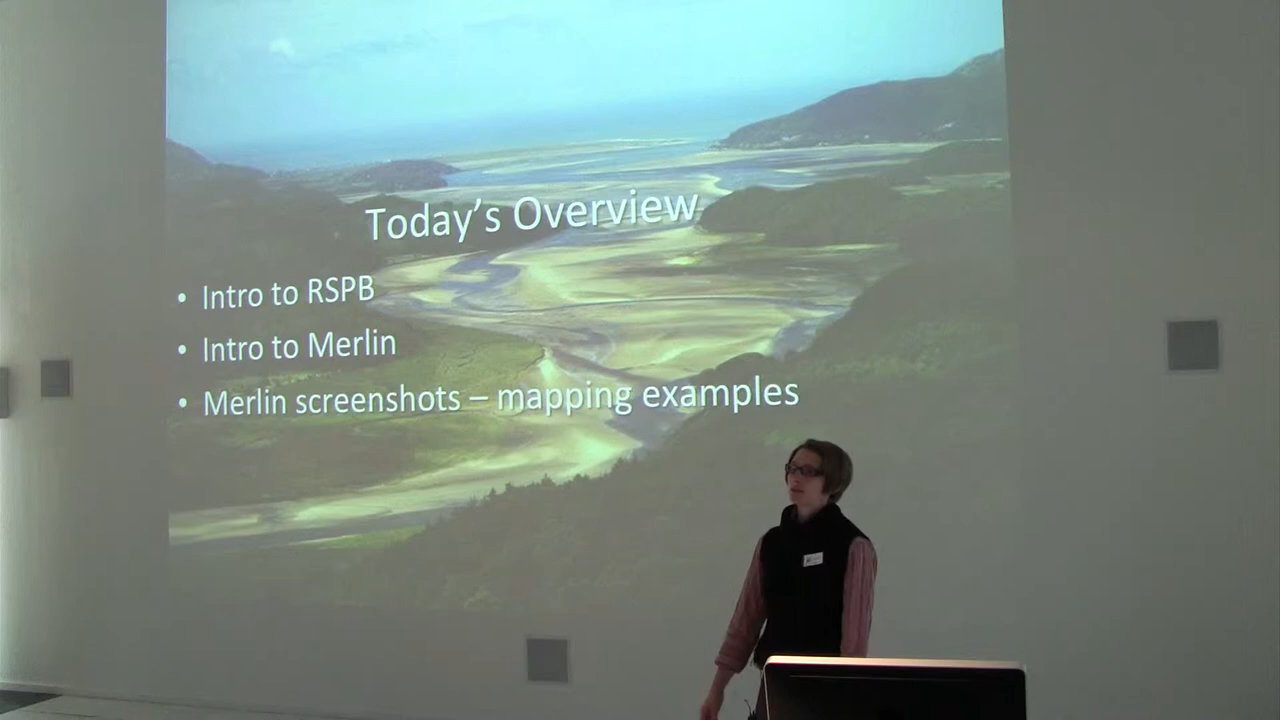 Today's Overview
• Intro to RSPB
• Intro to Merlin
• Merlin screenshots – mapping examples